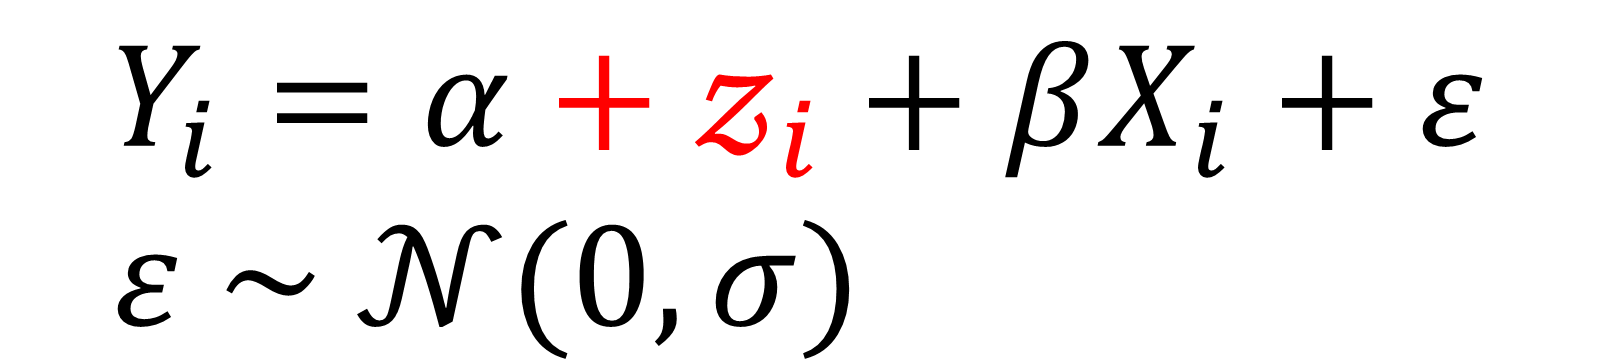 Yᵢ = α + zᵢ + βXᵢ + ε
ε ~ 𝒩(0, σ)